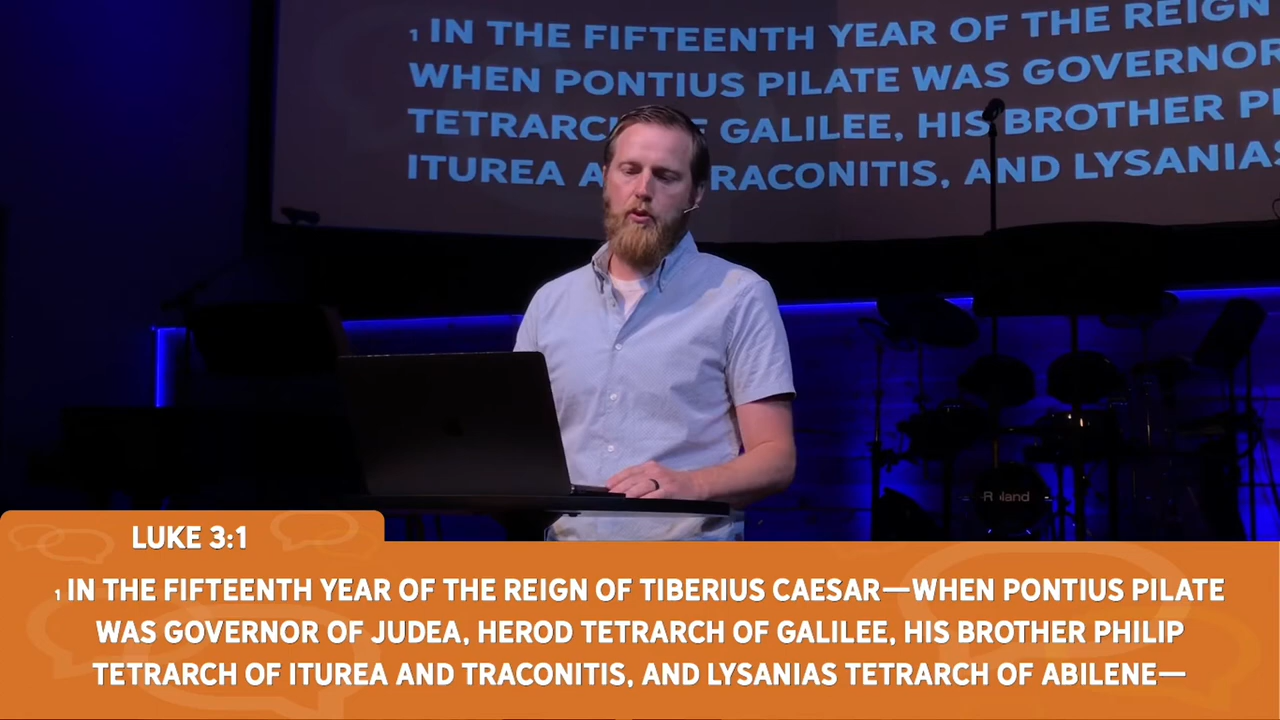 1 IN THE FIFTEENTH YEAR OF THE REIGN
WHEN PONTIUS PILATE WAS GOVERNOR
GALILEE, HIS BROTHER
ITUREA TRACONITIS, AND LYSANIAS
Roland
LUKE 3:1
1 IN THE FIFTEENTH YEAR OF THE REIGN OF TIBERIUS CAESAR—WHEN PONTIUS PILATE
WAS GOVERNOR OF JUDEA, HEROD TETRARCH OF GALILEE, HIS BROTHER PHILIP
TETRARCH OF ITUREA AND TRACONITIS, AND LYSANIAS TETRARCH OF ABILENE—